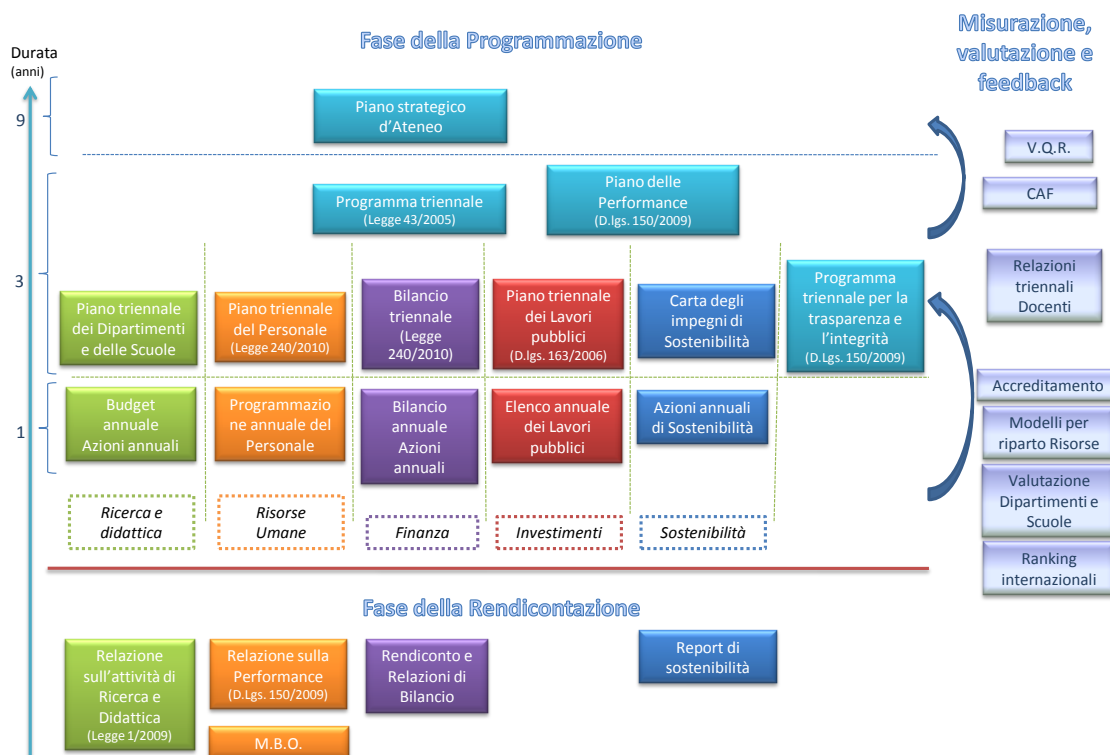 Fase della Programmazione
Misurazione,
valutazione e
feedback
Durata
(anni)
9
Piano strategico
d'Ateneo
V.Q.R.
CAF
Programma triennale
(Legge 43/2005)
Piano delle
Performance
(D.lgs. 150/2009)
3
Piano triennale
dei Dipartimenti
e delle Scuole
Piano triennale
del Personale
(Legge 240/2010)
Bilancio
triennale
(Legge
240/2010)
Piano triennale
dei Lavori
pubblici
(D.lgs. 163/2006)
Carta degli
impegni di
Sostenibilità
Programma
triennale per la
trasparenza e
l'integrità
(D.Lgs. 150/2009)
Relazioni
triennali
Docenti
1
Budget
annuale
Azioni annuali
Programmazio
ne annuale del
Personale
Bilancio
annuale
Azioni
annuali
Elenco annuale
dei Lavori
pubblici
Azioni annuali
di Sostenibilità
Accreditamento
Modelli per
riparto Risorse
Valutazione
Dipartimenti e
Scuole
Ranking
internazionali
Ricerca e
didattica
Risorse
Umane
Finanza
Investimenti
Sostenibilità
Fase della Rendicontazione
Relazione
sull'attività di
Ricerca e
Didattica
(Legge 1/2009)
Relazione sulla
Performance
(D.Lgs. 150/2009)
M.B.O.
Rendiconto e
Relazioni di
Bilancio
Report di
sostenibilità